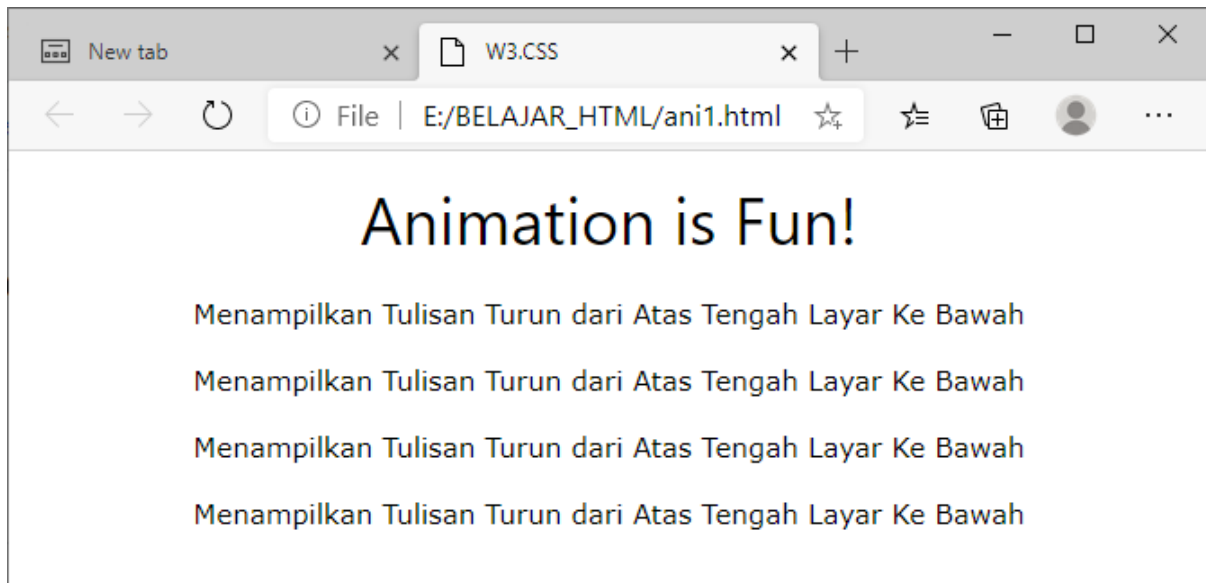 New tab
W3.CSS
File | E:/BELAJAR_HTML/ani1.html
Animation is Fun!
Menampilkan Tulisan Turun dari Atas Tengah Layar Ke Bawah
Menampilkan Tulisan Turun dari Atas Tengah Layar Ke Bawah
Menampilkan Tulisan Turun dari Atas Tengah Layar Ke Bawah
Menampilkan Tulisan Turun dari Atas Tengah Layar Ke Bawah